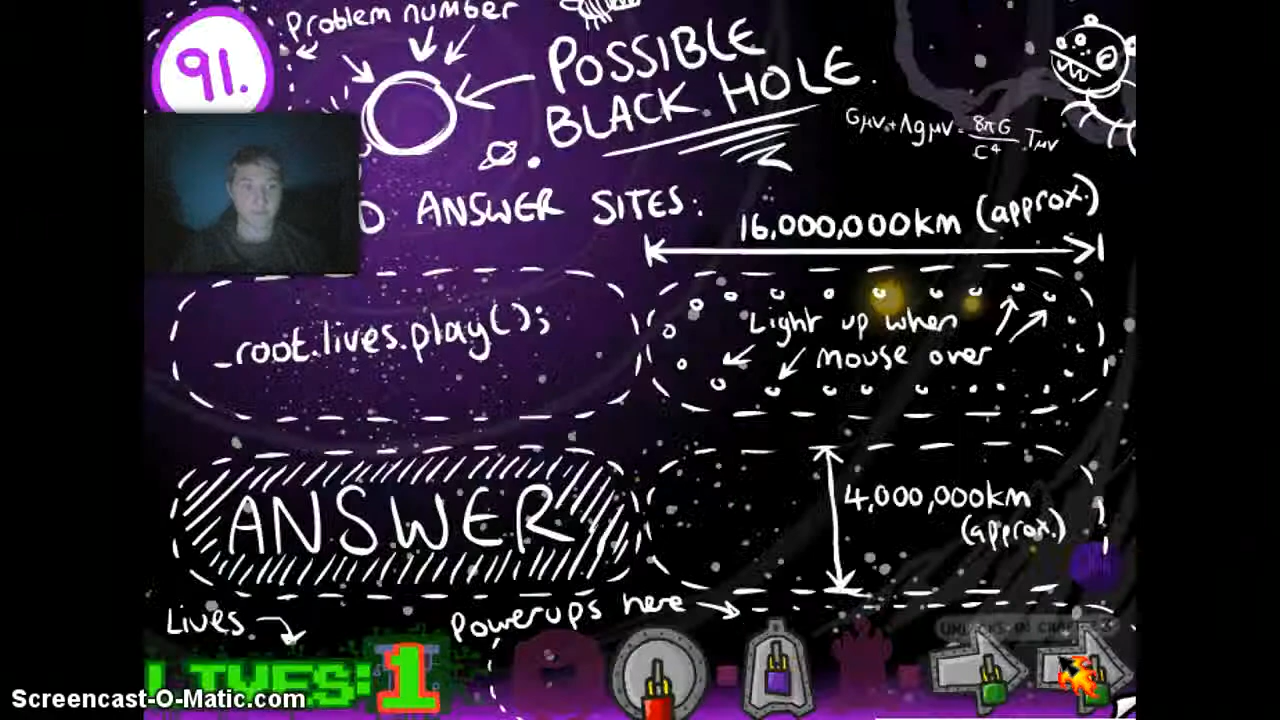 91.
Problem number
POSSIBLE
BLACK HOLE.
Gμν+Λgμν=8πG/C⁴ Tμν
ANSWER SITES:
16,000,000km (approx.)
_root.lives.play();
Light up when
mouse over
ANSWER
4,000,000km
(approx.)
Lives
Powerups here
LIVES:1
Screencast-O-Matic.com